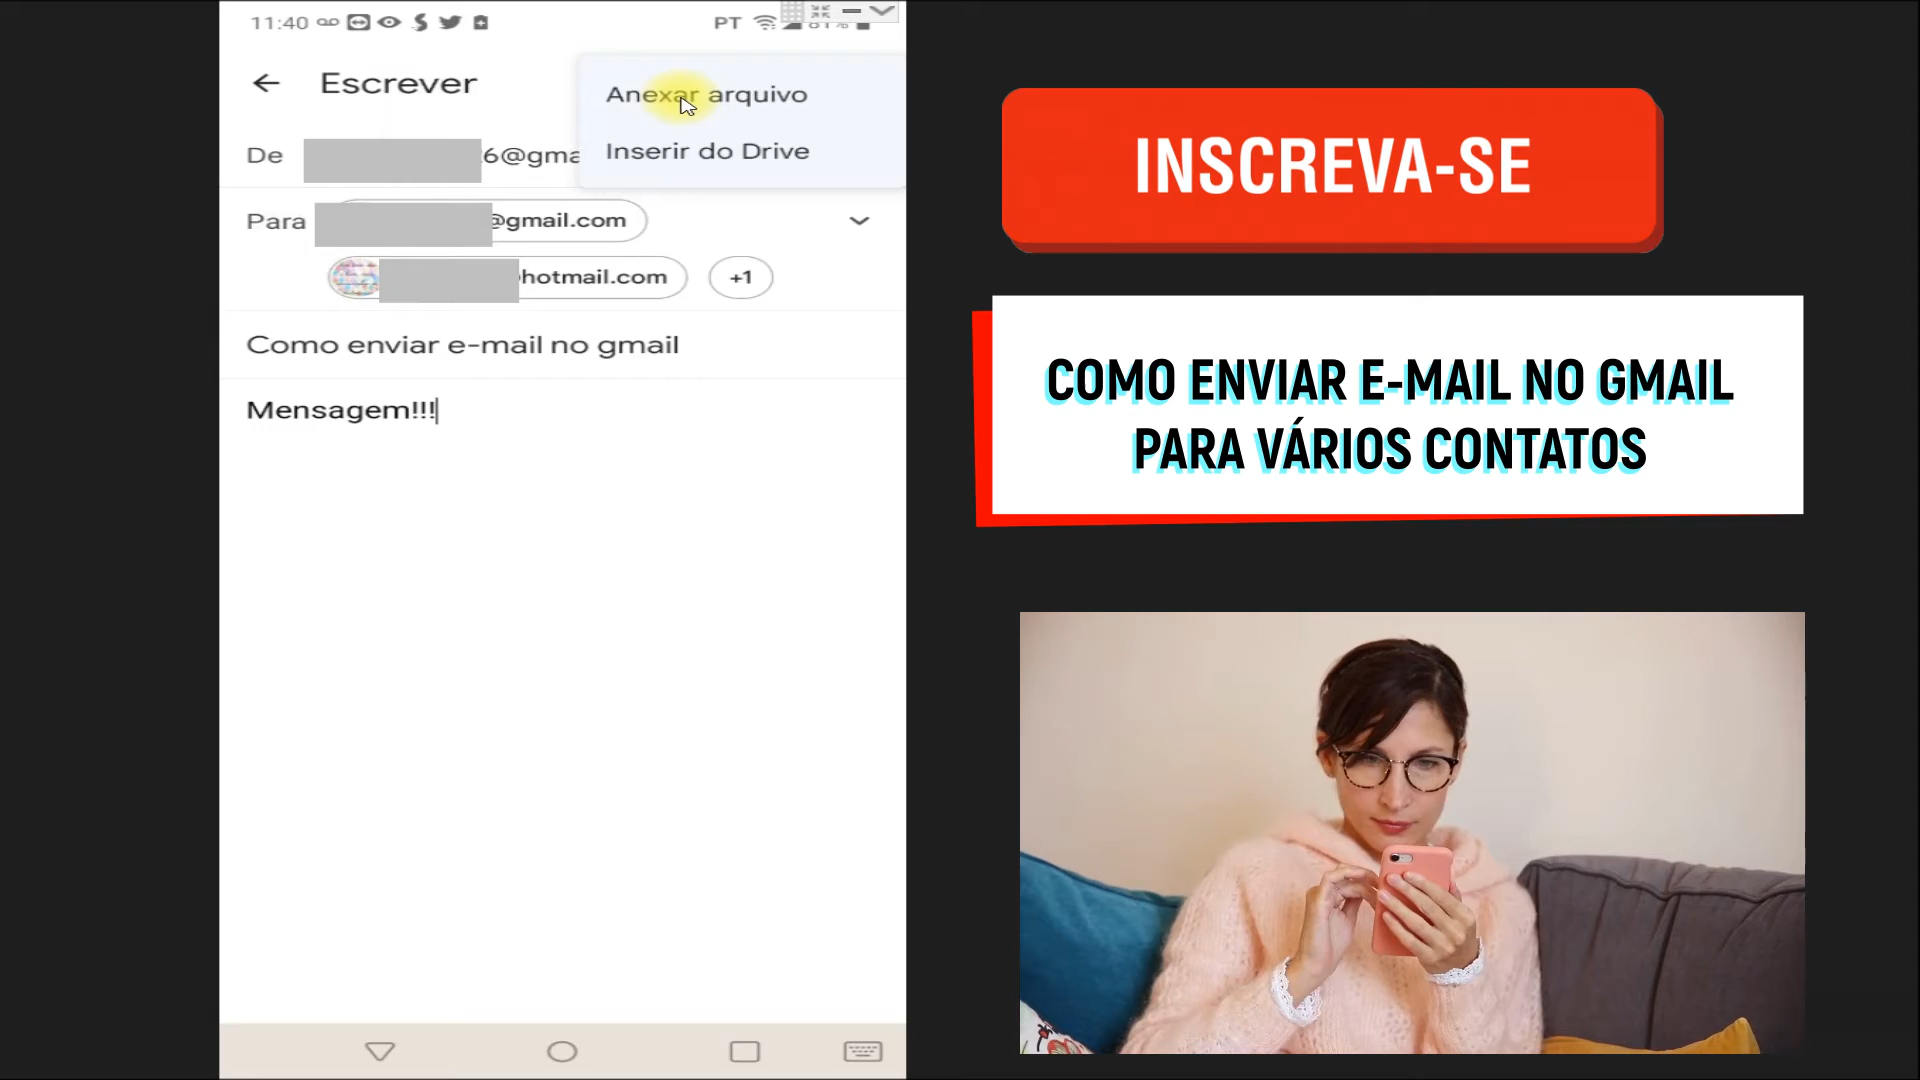 11:40
PT
81%
Escrever
Anexar arquivo
Inserir do Drive
De 6@gma
Para @gmail.com
hotmail.com +1
Como enviar e-mail no gmail
Mensagem!!!
INSCREVA-SE
COMO ENVIAR E-MAIL NO GMAIL
PARA VÁRIOS CONTATOS